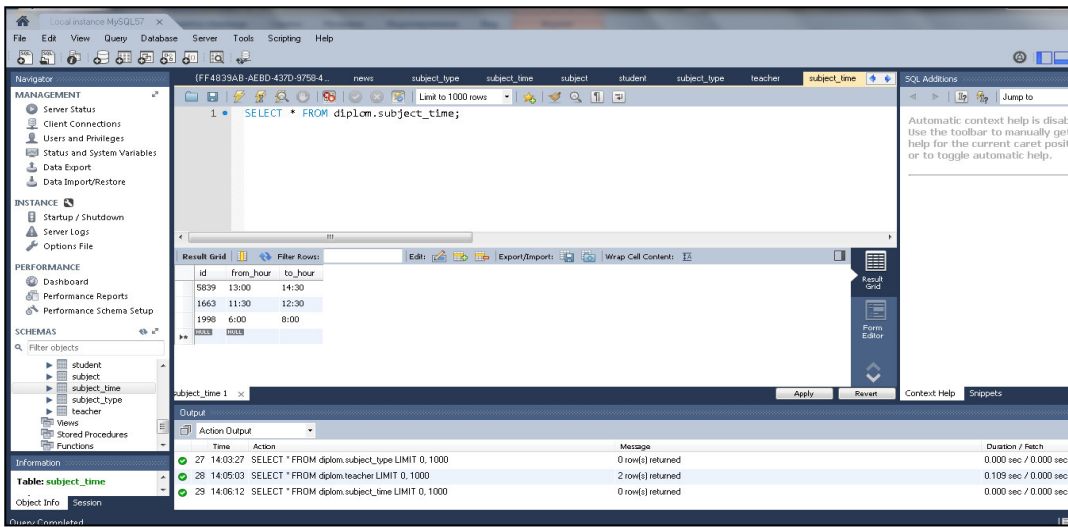 Local instance MySQL57
File Edit View Query Database Server Tools Scripting Help
Navigator
MANAGEMENT
Server Status
Client Connections
Users and Privileges
Status and System Variables
Data Export
Data Import/Restore
INSTANCE
Startup / Shutdown
Server Logs
Options File
PERFORMANCE
Dashboard
Performance Reports
Performance Schema Setup
SCHEMAS
Filter objects
student
subject
subject_time
subject_type
teacher
Views
Stored Procedures
Functions
Information
Table: subject_time
Object Info Session
{FF4839AB-AEBD-437D-9758-4... news subject_type subject_time subject student subject_type teacher subject_time
Limit to 1000 rows
1 SELECT * FROM diplom.subject_time;
Result Grid Filter Rows: Edit: Export/Import: Wrap Cell Content:
id from_hour to_hour
5839 13:00 14:30
1663 11:30 12:30
1998 6:00 8:00
NULL NULL
Result Grid
Form Editor
subject_time 1 Apply Revert
SQL Additions
Jump to
Automatic context help is disab
Use the toolbar to manually get
help for the current caret posit
or to toggle automatic help.
Context Help Snippets
Output
Action Output
Time Action Message Duration / Fetch
27 14:03:27 SELECT * FROM diplom.subject_type LIMIT 0, 1000 0 row(s) returned 0.000 sec / 0.000 sec
28 14:05:03 SELECT * FROM diplom.teacher LIMIT 0, 1000 2 row(s) returned 0.109 sec / 0.000 sec
29 14:06:12 SELECT * FROM diplom.subject_time LIMIT 0, 1000 0 row(s) returned 0.000 sec / 0.000 sec
Query Completed